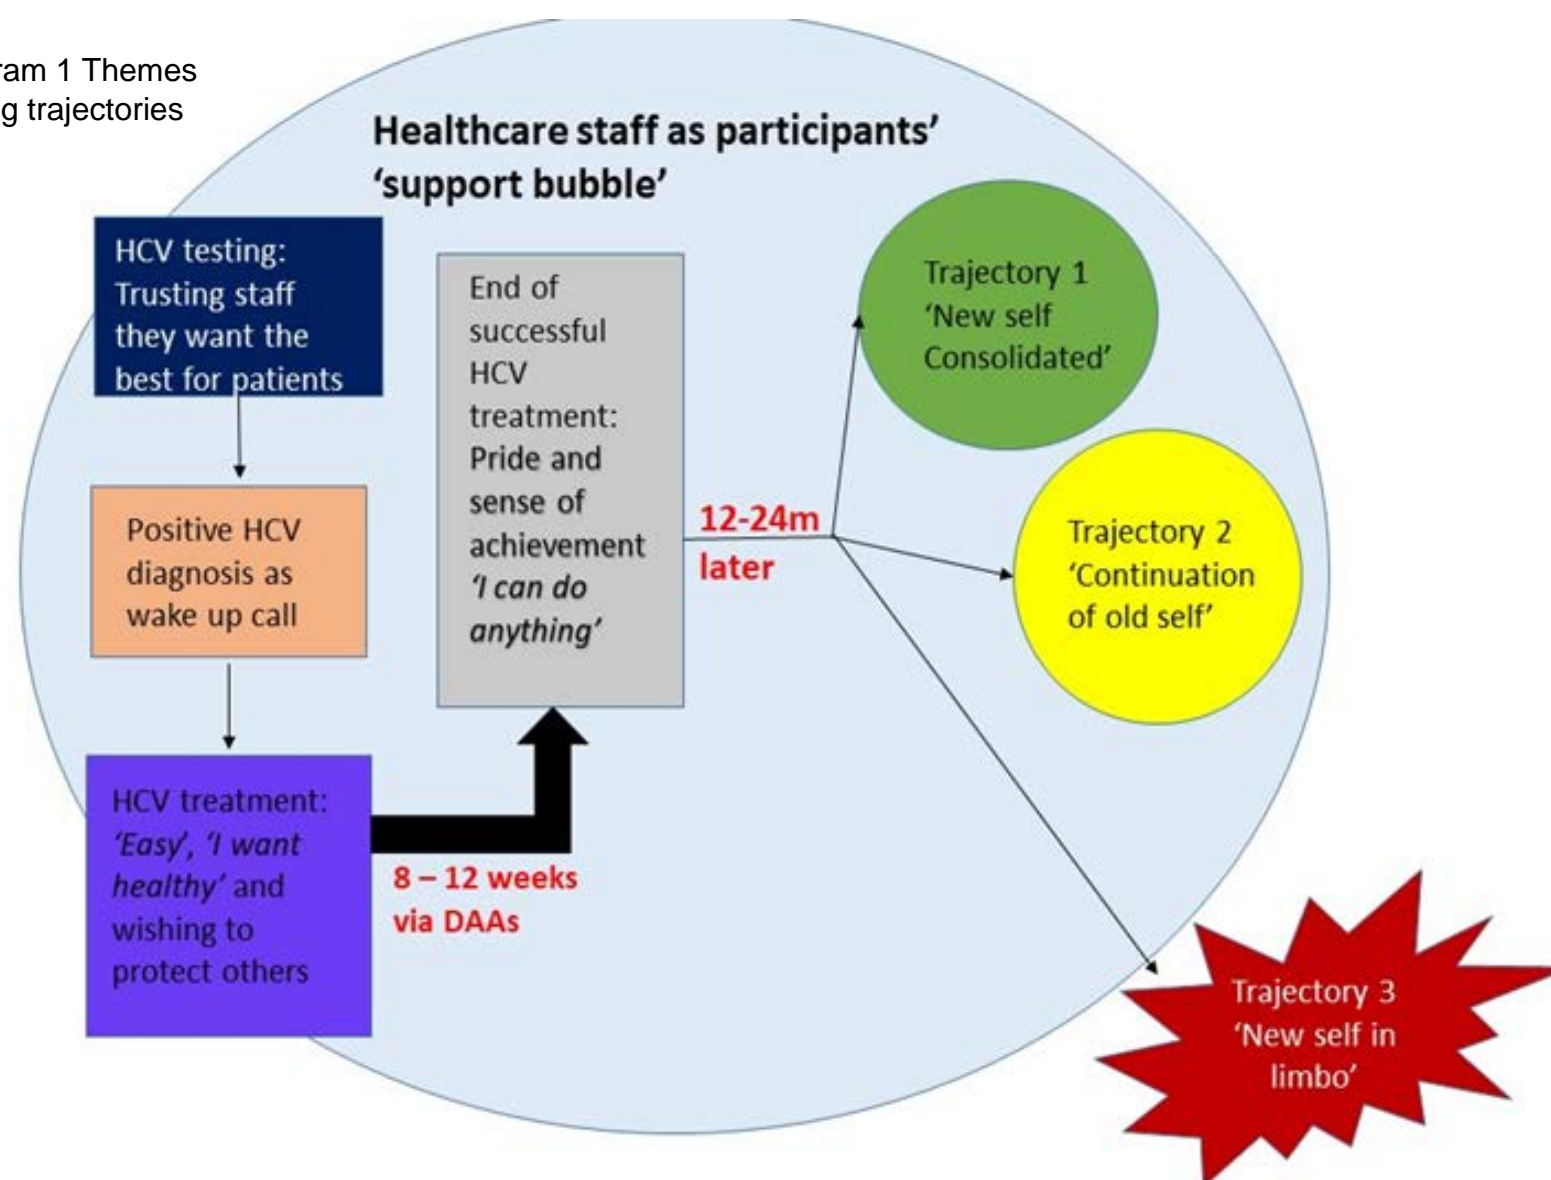 1 Themes
trajectories
Healthcare staff as participants’
‘support bubble’
HCV testing:
Trusting staff
they want the
best for patients
Positive HCV
diagnosis as
wake up call
HCV treatment:
‘Easy’, ‘I want
healthy’ and
wishing to
protect others
8 – 12 weeks
via DAAs
End of
successful
HCV
treatment:
Pride and
sense of
achievement
‘I can do
anything’
12-24m
later
Trajectory 1
‘New self
Consolidated’
Trajectory 2
‘Continuation
of old self’
Trajectory 3
‘New self in
limbo’